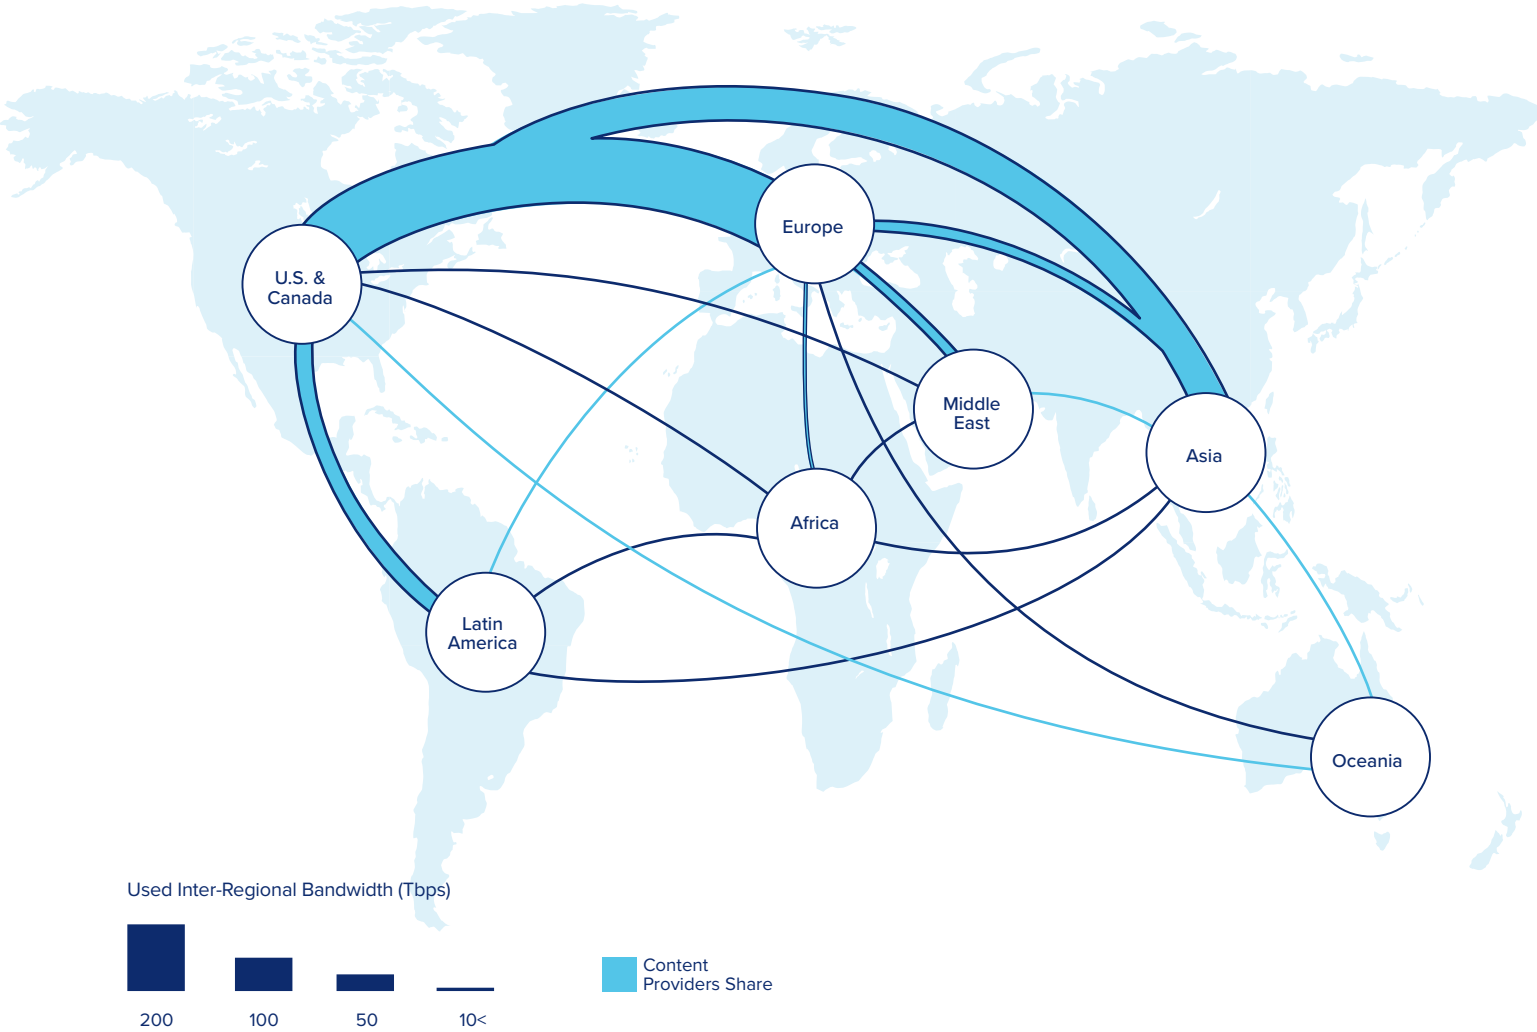 Europe
U.S. &
Canada
Middle
East
Asia
Africa
Latin
America
Oceania
Used Inter-Regional Bandwidth (Tbps)
200
100
50
10<
Content
Providers Share